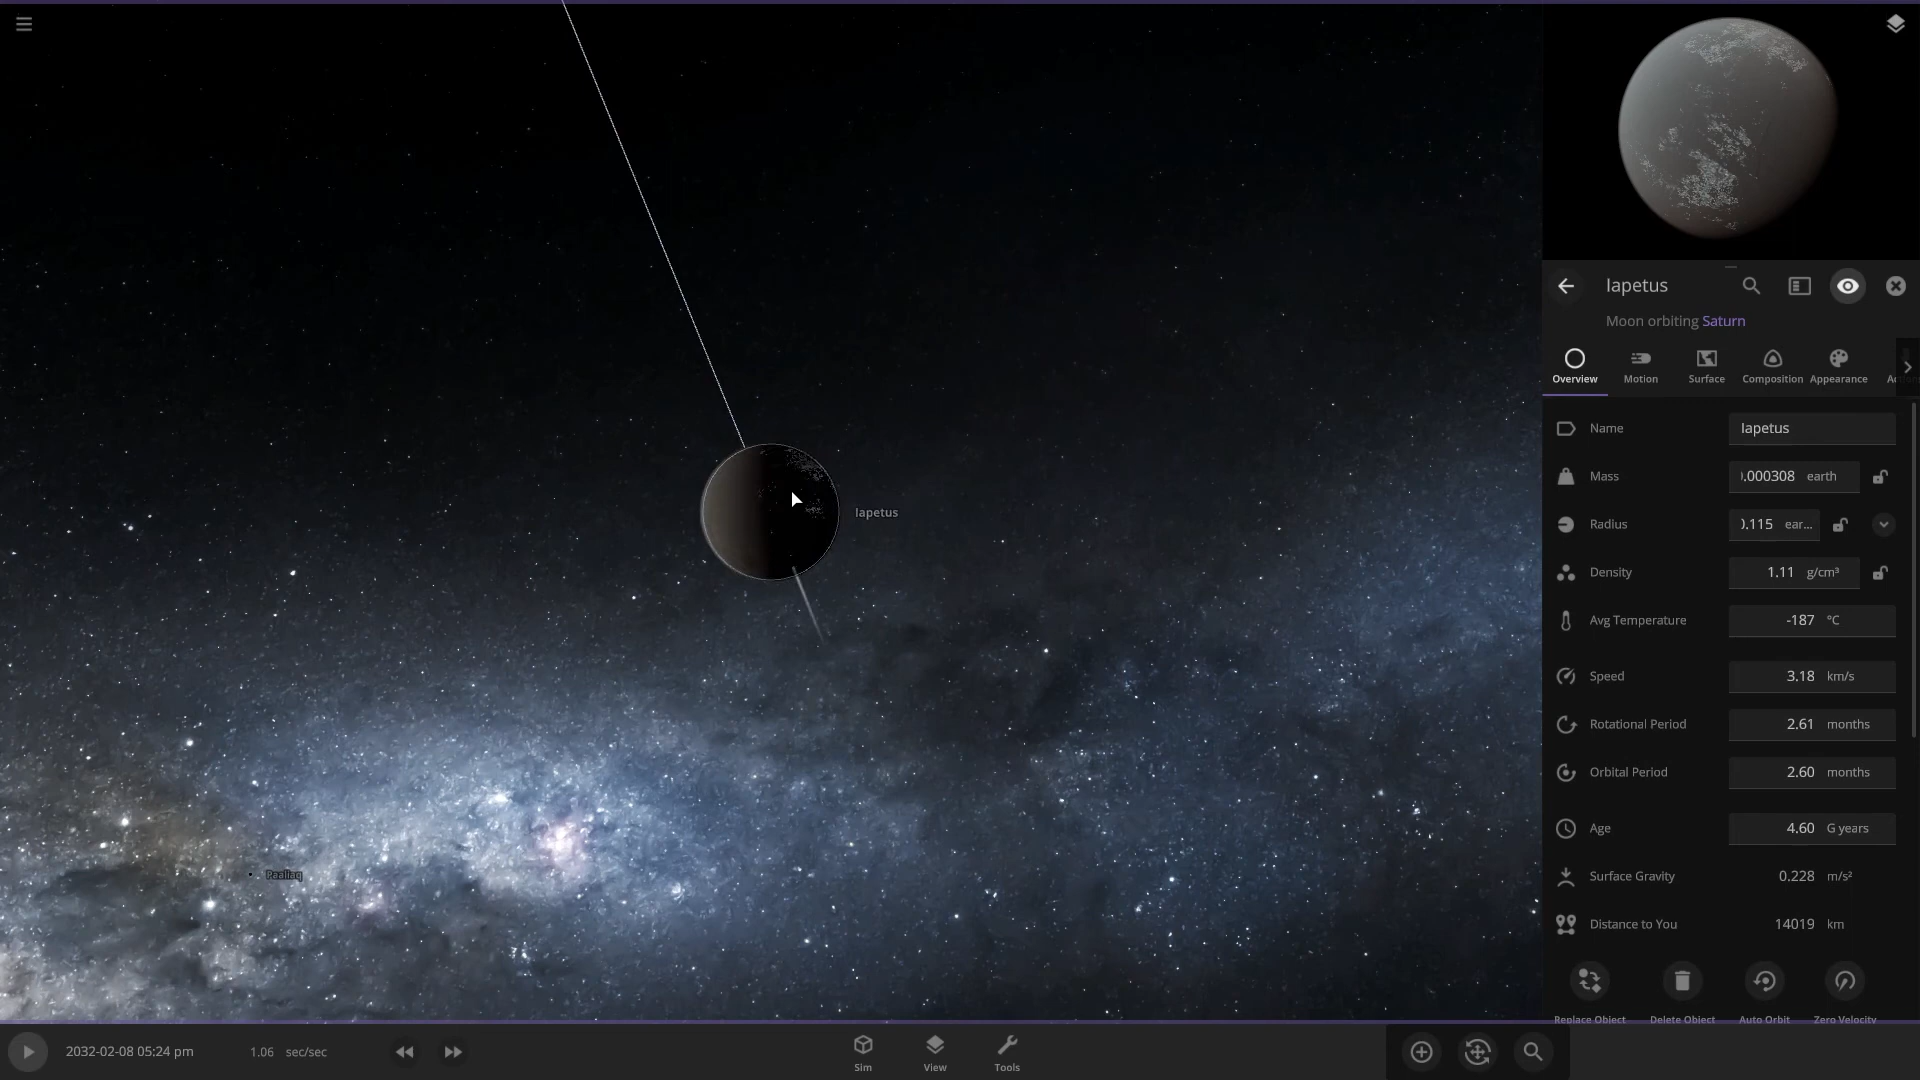 Iapetus
Moon orbiting Saturn
Overview
Motion
Surface
Composition
Appearance
Name
Iapetus
Mass
.000308 earth
Radius
.115 ear...
Density
1.11 g/cm³
Avg Temperature
-187 °C
Speed
3.18 km/s
Rotational Period
2.61 months
Orbital Period
2.60 months
Age
4.60 G years
Surface Gravity
0.228 m/s²
Distance to You
14019 km
Replace Object
Delete Object
Auto Orbit
Zero Velocity
Iapetus
Paaliaq
2032-02-08 05:24 pm
1.06 sec/sec
Sim
View
Tools